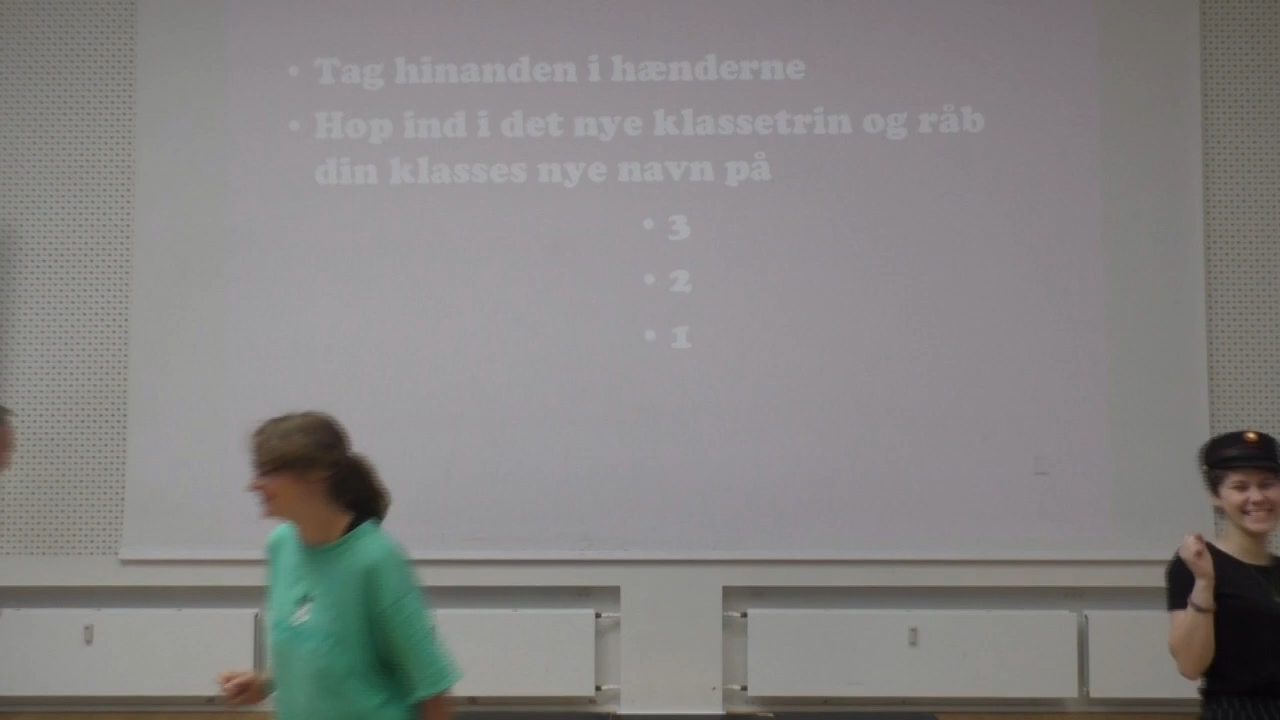 • Tag hinanden i hænderne
• Hop ind i det nye klassetrin og råb
din klasses nye navn på
• 3
• 2
• 1